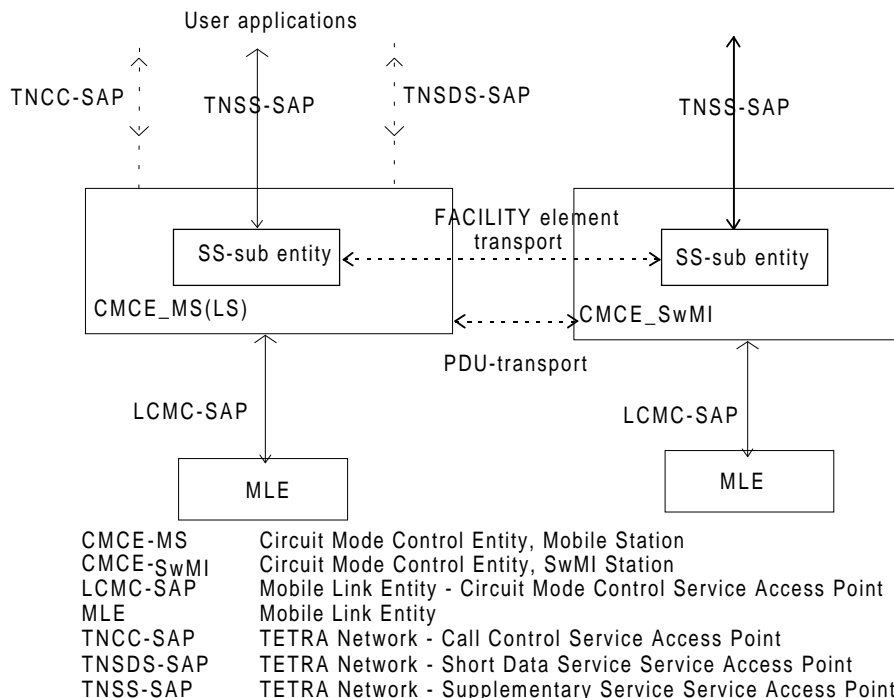 User applications
TNCC-SAP
TNSS-SAP
TNSDS-SAP
TNSS-SAP
FACILITY element
transport
SS-sub entity
SS-sub entity
CMCE_MS(LS)
CMCE_SwMI
PDU-transport
LCMC-SAP
LCMC-SAP
MLE
MLE
CMCE-MS Circuit Mode Control Entity, Mobile Station
CMCE-SwMI Circuit Mode Control Entity, SwMI Station
LCMC-SAP Mobile Link Entity - Circuit Mode Control Service Access Point
MLE Mobile Link Entity
TNCC-SAP TETRA Network - Call Control Service Access Point
TNSDS-SAP TETRA Network - Short Data Service Service Access Point
TNSS-SAP TETRA Network - Supplementary Service Service Access Point